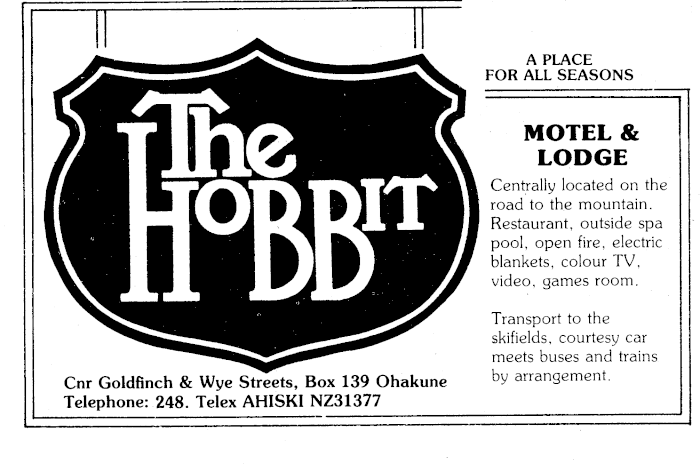 The
HOBBIT
Cnr Goldfinch & Wye Streets, Box 139 Ohakune
Telephone: 248. Telex AHISKI NZ31377
A PLACE
FOR ALL SEASONS
MOTEL &
LODGE
Centrally located on the
road to the mountain.
Restaurant, outside spa
pool, open fire, electric
blankets, colour TV,
video, games room.
Transport to the
skifields, courtesy car
meets buses and trains
by arrangement.